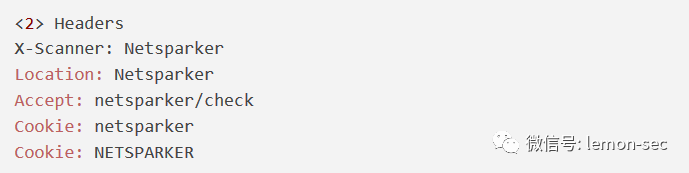 <2> Headers
X-Scanner: Netsparker
Location: Netsparker
Accept: netsparker/check
Cookie: netsparker
Cookie: NETSPARKER
微信号: lemon-sec